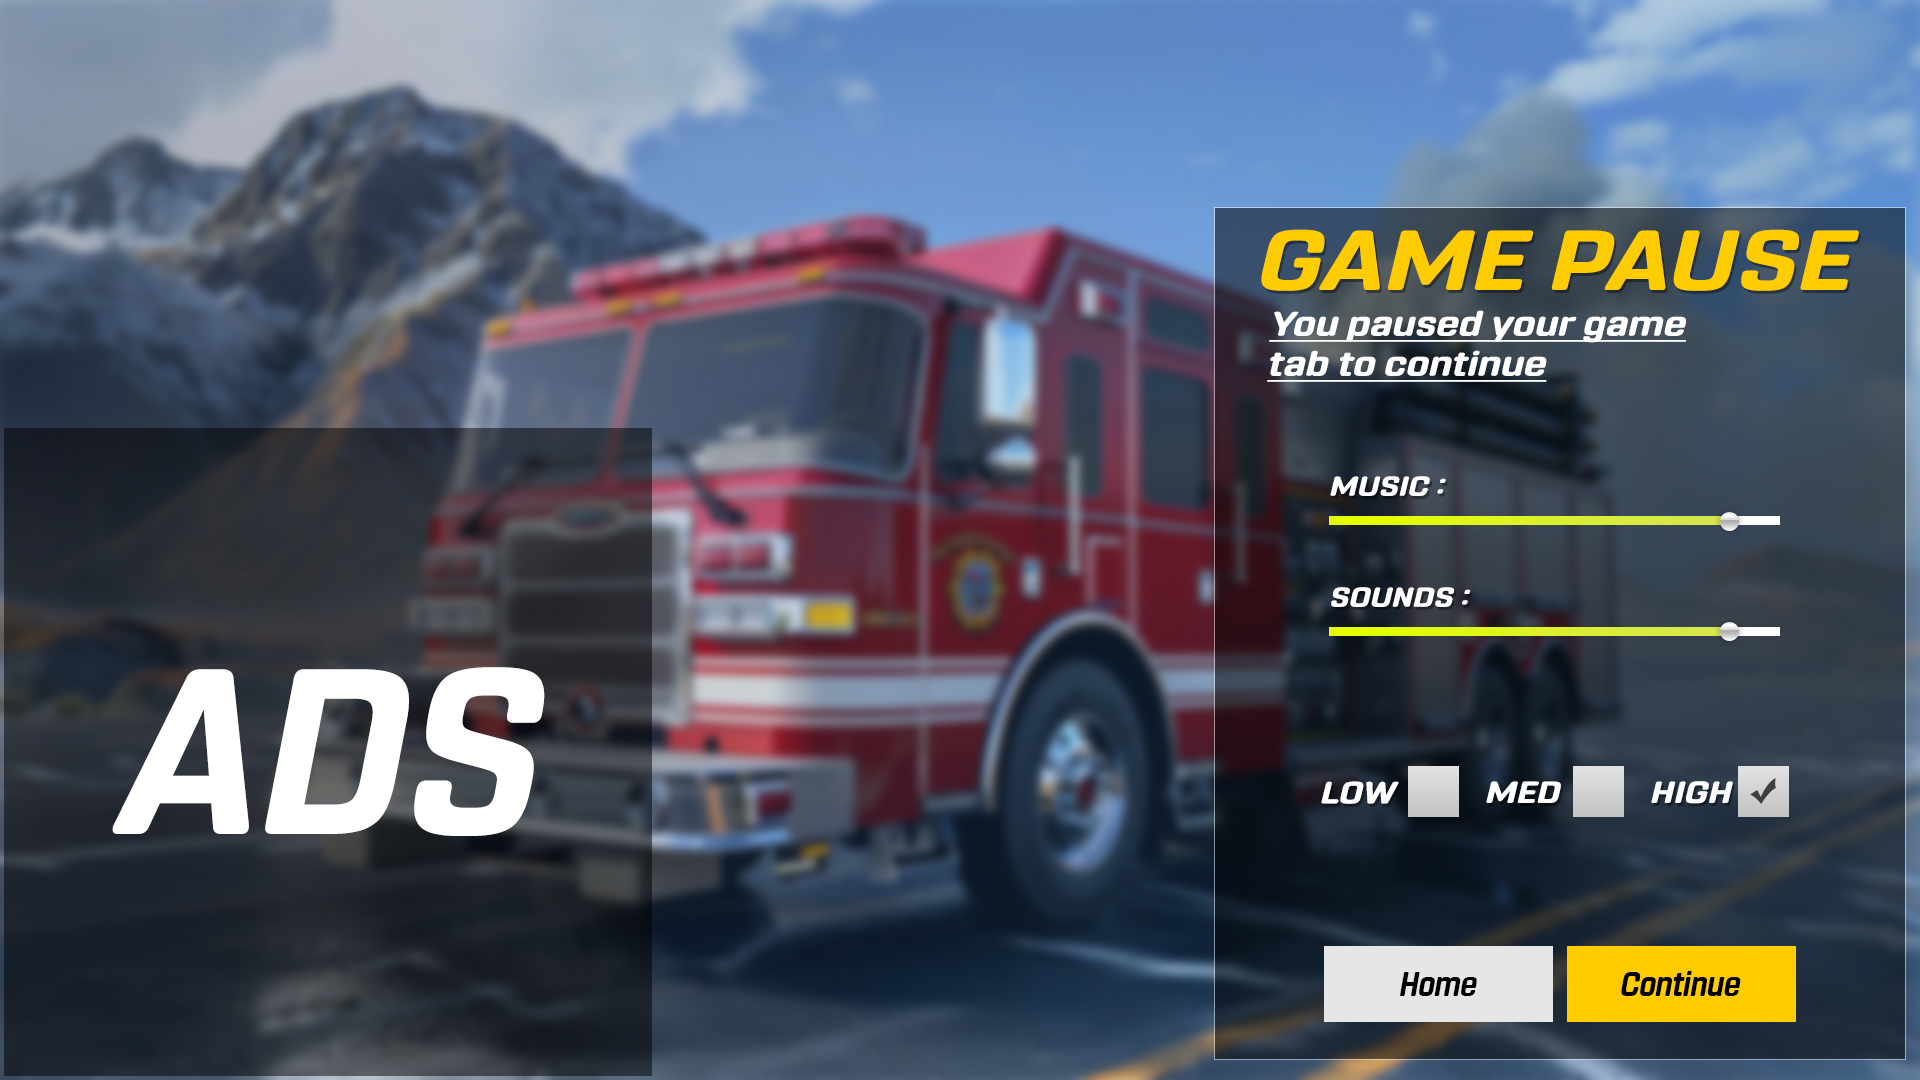 GAME PAUSE
You paused your game
tab to continue
MUSIC :
SOUNDS :
LOW MED HIGH
ADS
Home Continue